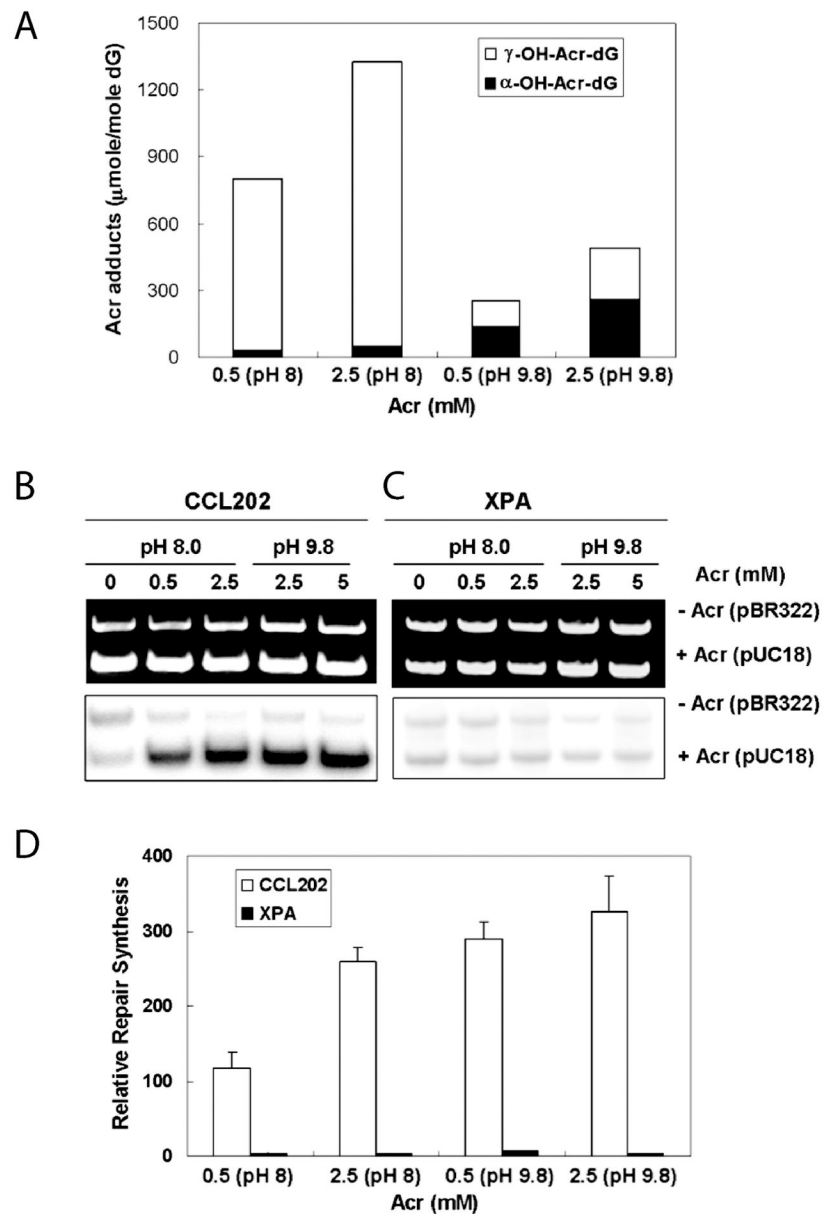 A
1500
1200
900
600
300
0
Acr adducts (μmole/mole dG)
γ-OH-Acr-dG
α-OH-Acr-dG
0.5 (pH 8) 2.5 (pH 8) 0.5 (pH 9.8) 2.5 (pH 9.8)
Acr (mM)
B
CCL202
pH 8.0 pH 9.8
0 0.5 2.5 2.5 5
C
XPA
pH 8.0 pH 9.8
0 0.5 2.5 2.5 5
Acr (mM)
- Acr (pBR322)
+ Acr (pUC18)
- Acr (pBR322)
+ Acr (pUC18)
D
400
300
200
100
0
Relative Repair Synthesis
CCL202
XPA
0.5 (pH 8) 2.5 (pH 8) 0.5 (pH 9.8) 2.5 (pH 9.8)
Acr (mM)